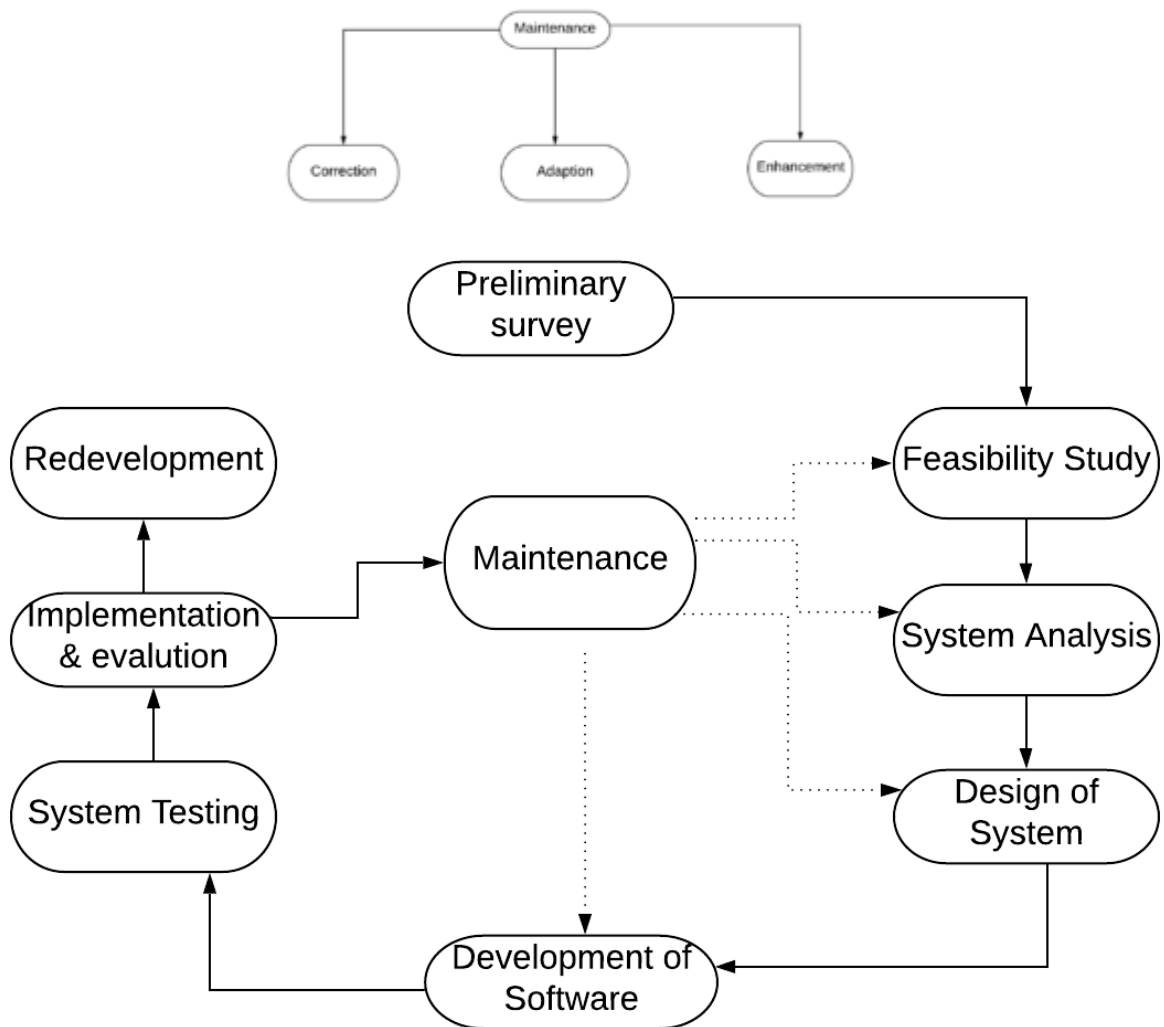 Maintenance
Correction
Adaption
Enhancement
Preliminary
survey
Redevelopment
Feasibility Study
Maintenance
Implementation
& evalution
System Analysis
System Testing
Design of
System
Development of
Software